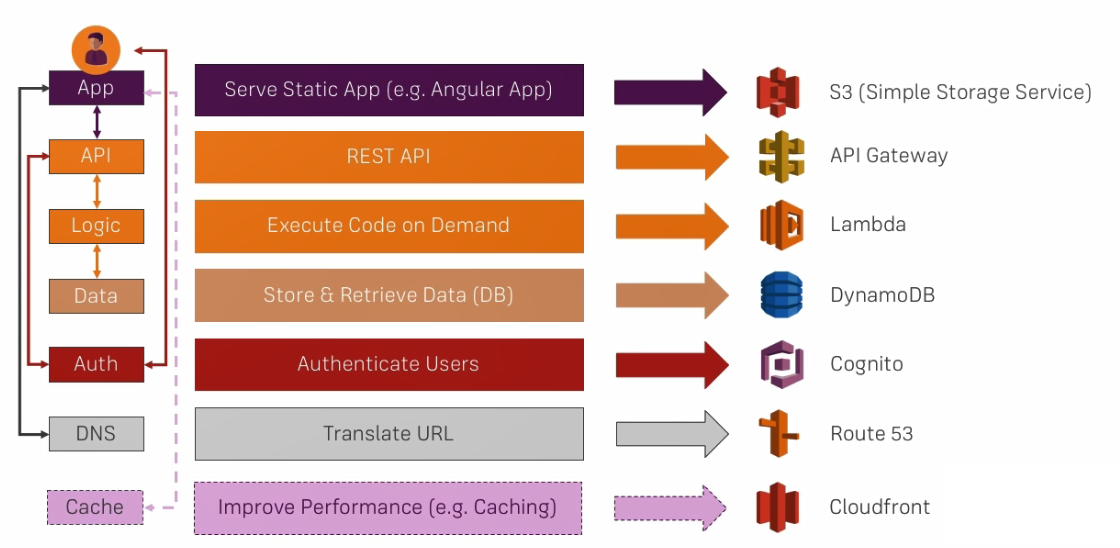 App
Serve Static App (e.g. Angular App)
S3 (Simple Storage Service)
API
REST API
API Gateway
Logic
Execute Code on Demand
Lambda
Data
Store & Retrieve Data (DB)
DynamoDB
Auth
Authenticate Users
Cognito
DNS
Translate URL
Route 53
Cache
Improve Performance (e.g. Caching)
Cloudfront